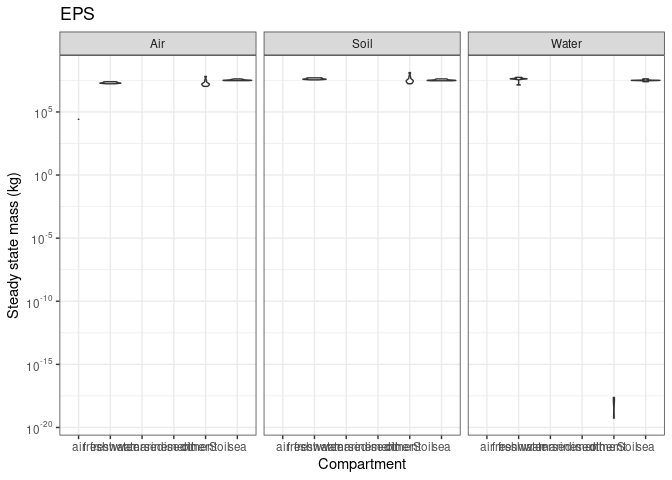 EPS
Air Soil Water
10^5
10^0
10^-5
10^-10
10^-15
10^-20
Steady state mass (kg)
air sea air sea air sea
Compartment